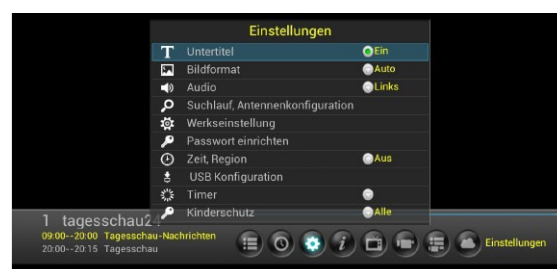 Einstellungen
Untertitel Ein
Bildformat Auto
Audio Links
Suchlauf, Antennenkonfiguration
Werkseinstellung
Passwort einrichten
Zeit, Region Aus
USB Konfiguration
Timer
Kinderschutz Alle
1 tagesschau24
09:00--20:00 Tagesschau-Nachrichten
20:00--20:15 Tagesschau
Einstellungen